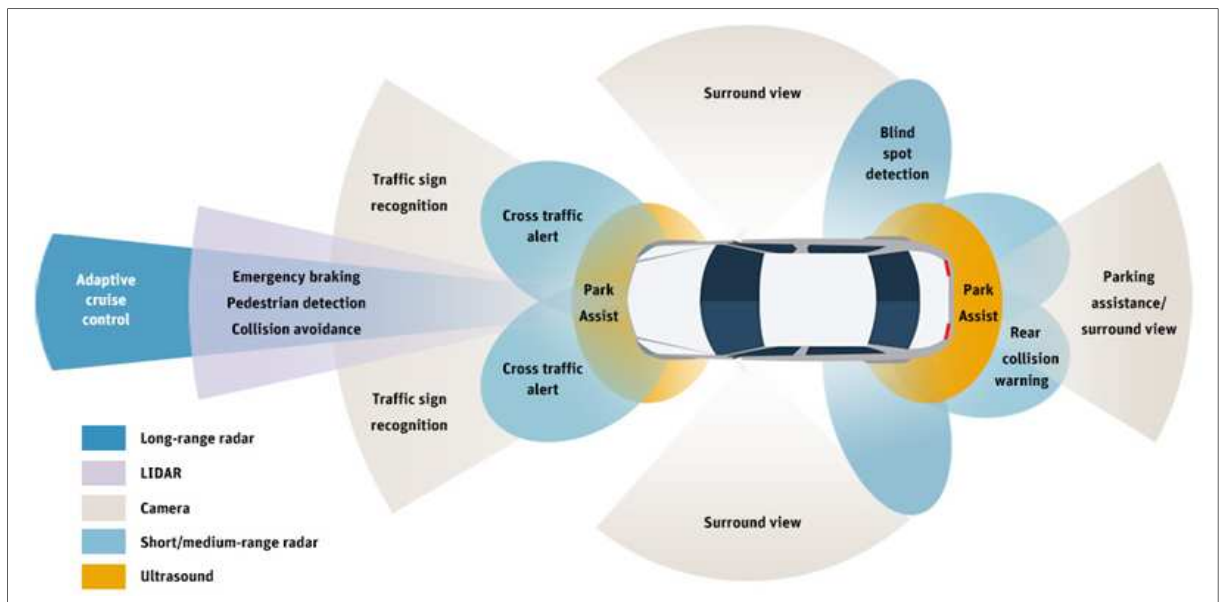 Surround view
Blind
spot
detection
Traffic sign
recognition
Cross traffic
alert
Adaptive
cruise
control
Emergency braking
Pedestrian detection
Collision avoidance
Park
Assist
Park
Assist
Parking
assistance/
surround view
Rear
collision
warning
Cross traffic
alert
Traffic sign
recognition
Surround view
Long-range radar
LIDAR
Camera
Short/medium-range radar
Ultrasound